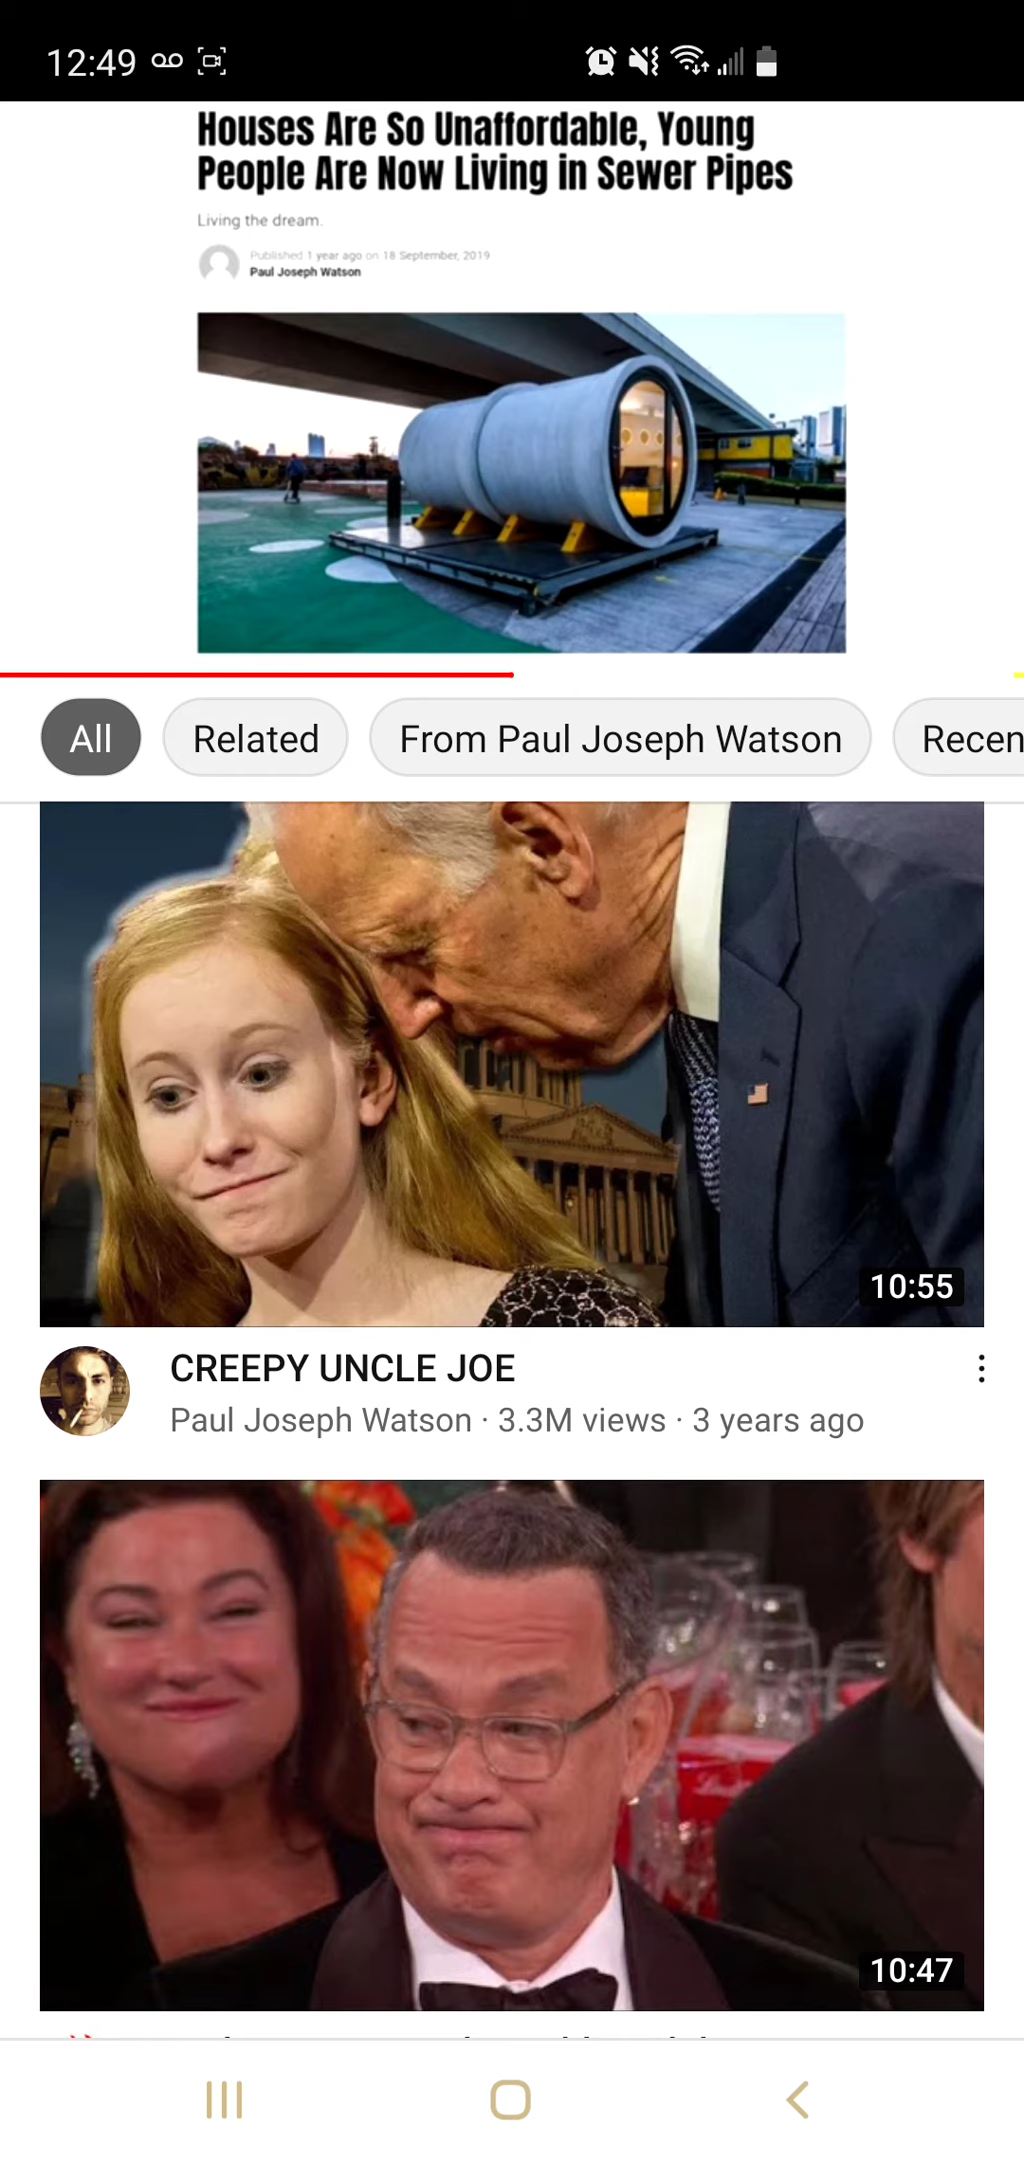 12:49
Houses Are So Unaffordable, Young
People Are Now Living in Sewer Pipes
Living the dream.
Published 1 year ago on 18 September, 2019
Paul Joseph Watson
All
Related
From Paul Joseph Watson
Recen
10:55
CREEPY UNCLE JOE
Paul Joseph Watson · 3.3M views · 3 years ago
10:47